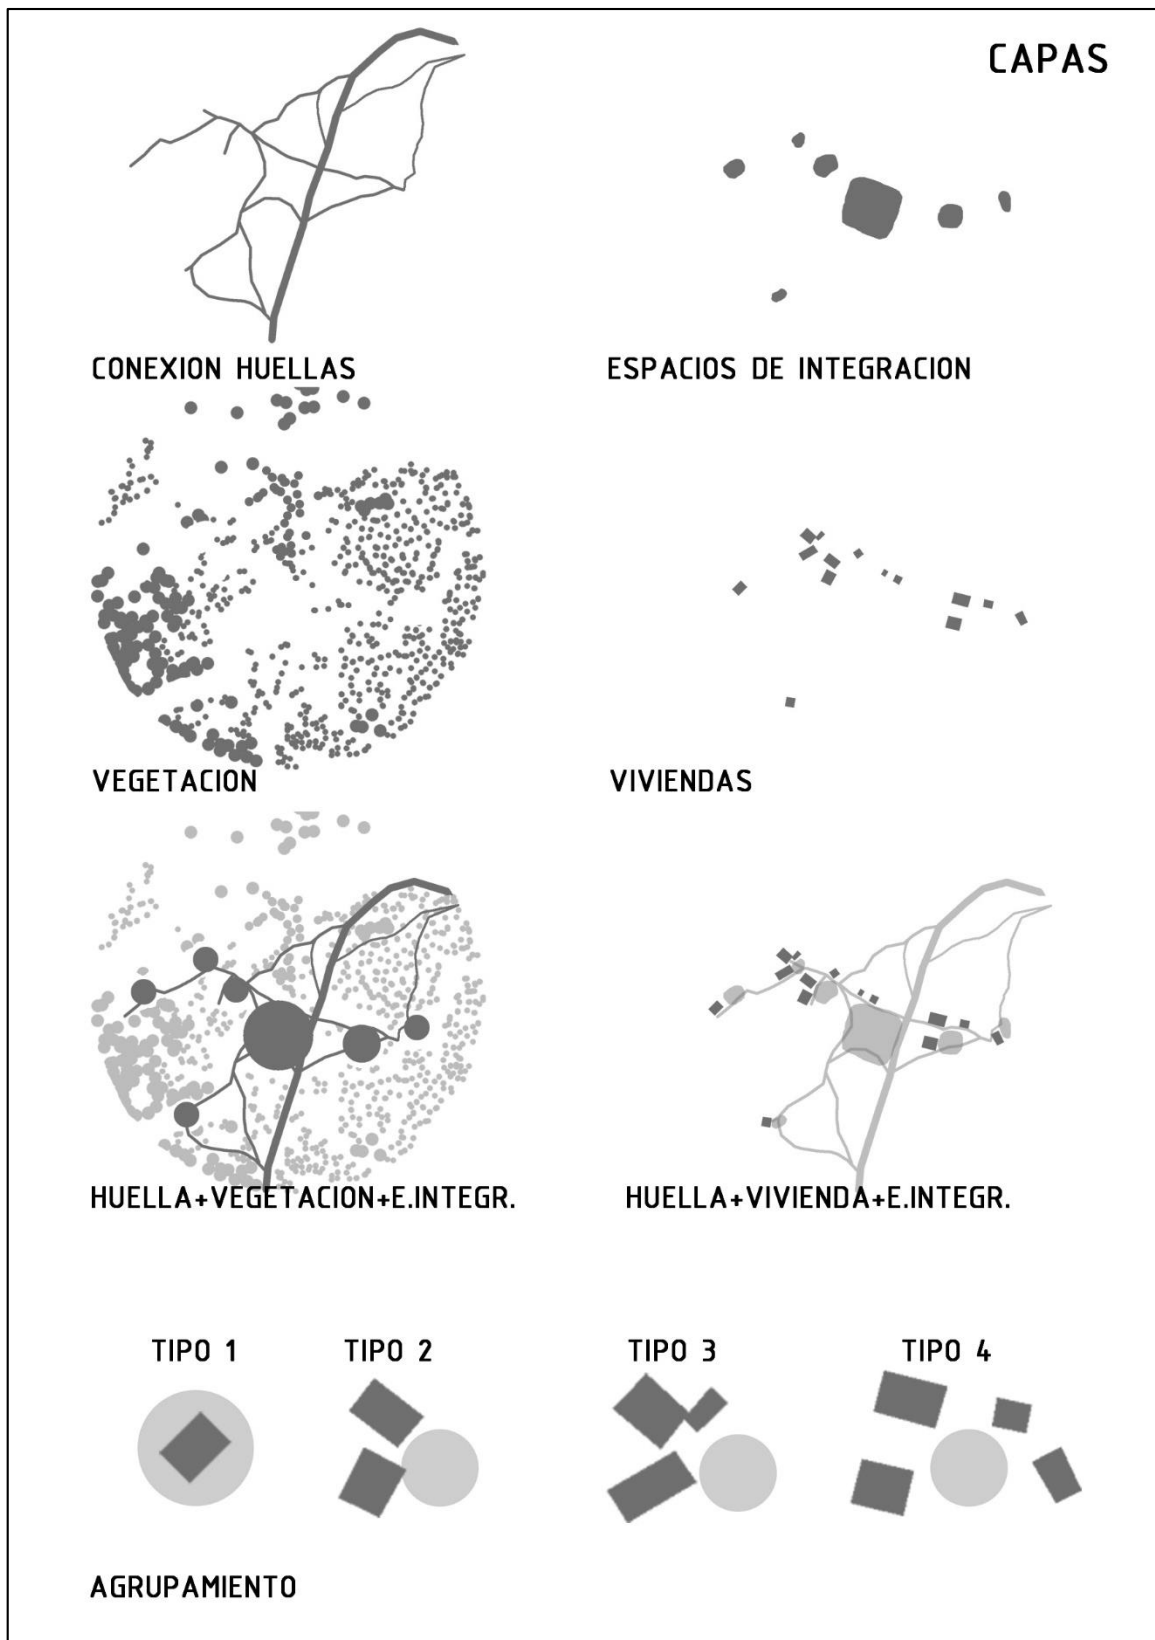 CAPAS
CONEXION HUELLAS
ESPACIOS DE INTEGRACION
VEGETACION
VIVIENDAS
HUELLA+VEGETACION+E.INTEGR.
HUELLA+VIVIENDA+E.INTEGR.
TIPO 1
TIPO 2
TIPO 3
TIPO 4
AGRUPAMIENTO